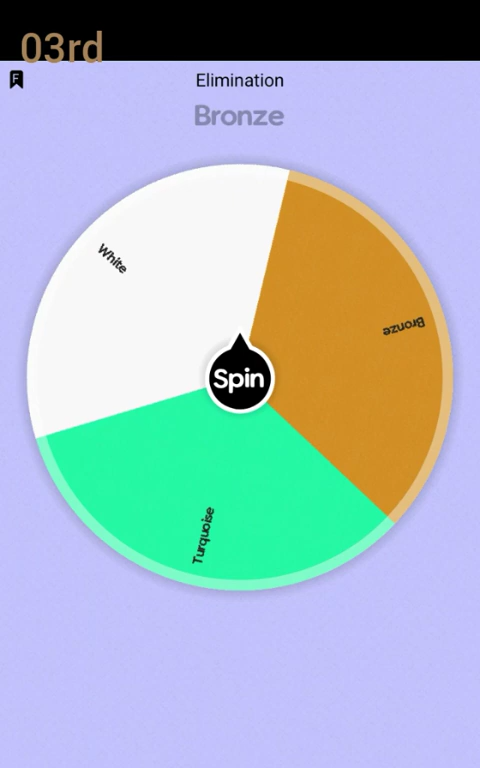 03rd
F
Elimination
Bronze
White
Bronze
Spin
Turquoise